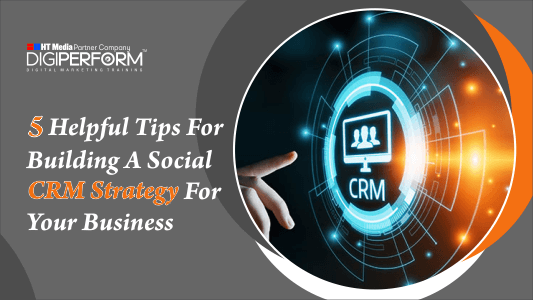 HT Media Partner Company
DIGIPERFORM™
DIGITAL MARKETING TRAINING
5 Helpful Tips For
Building A Social
CRM Strategy For
Your Business
CRM